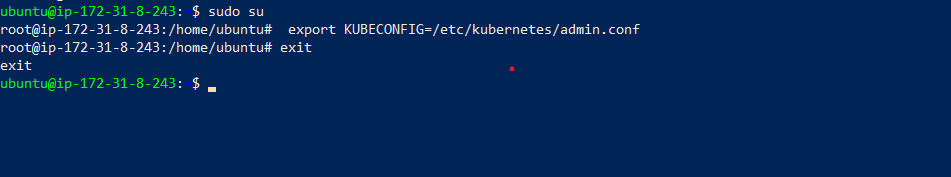 ubuntu@ip-172-31-8-243:~$ sudo su
root@ip-172-31-8-243:/home/ubuntu#  export KUBECONFIG=/etc/kubernetes/admin.conf
root@ip-172-31-8-243:/home/ubuntu# exit
exit
ubuntu@ip-172-31-8-243:~$